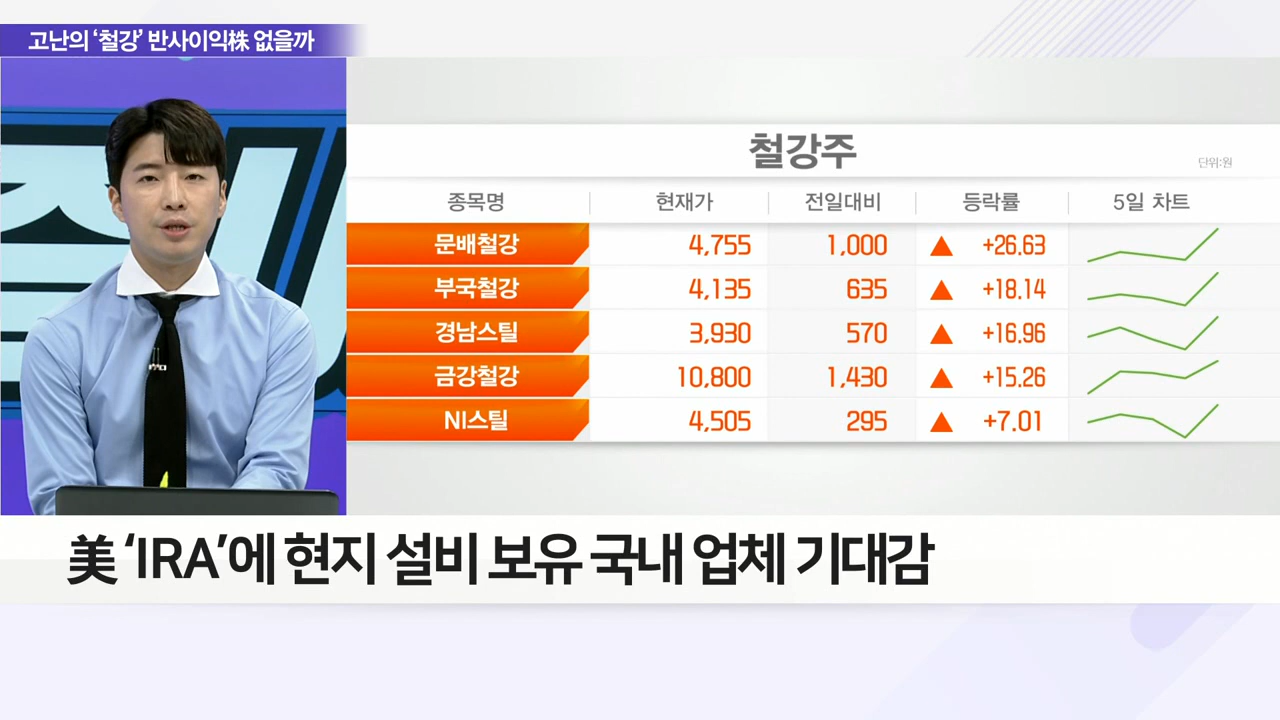 고난의 ‘철강’ 반사이익株 없을까
철강주
단위:원
종목명 현재가 전일대비 등락률 5일 차트
문배철강 4,755 1,000 ▲ +26.63
부국철강 4,135 635 ▲ +18.14
경남스틸 3,930 570 ▲ +16.96
금강철강 10,800 1,430 ▲ +15.26
NI스틸 4,505 295 ▲ +7.01
美 ‘IRA’에 현지 설비 보유 국내 업체 기대감